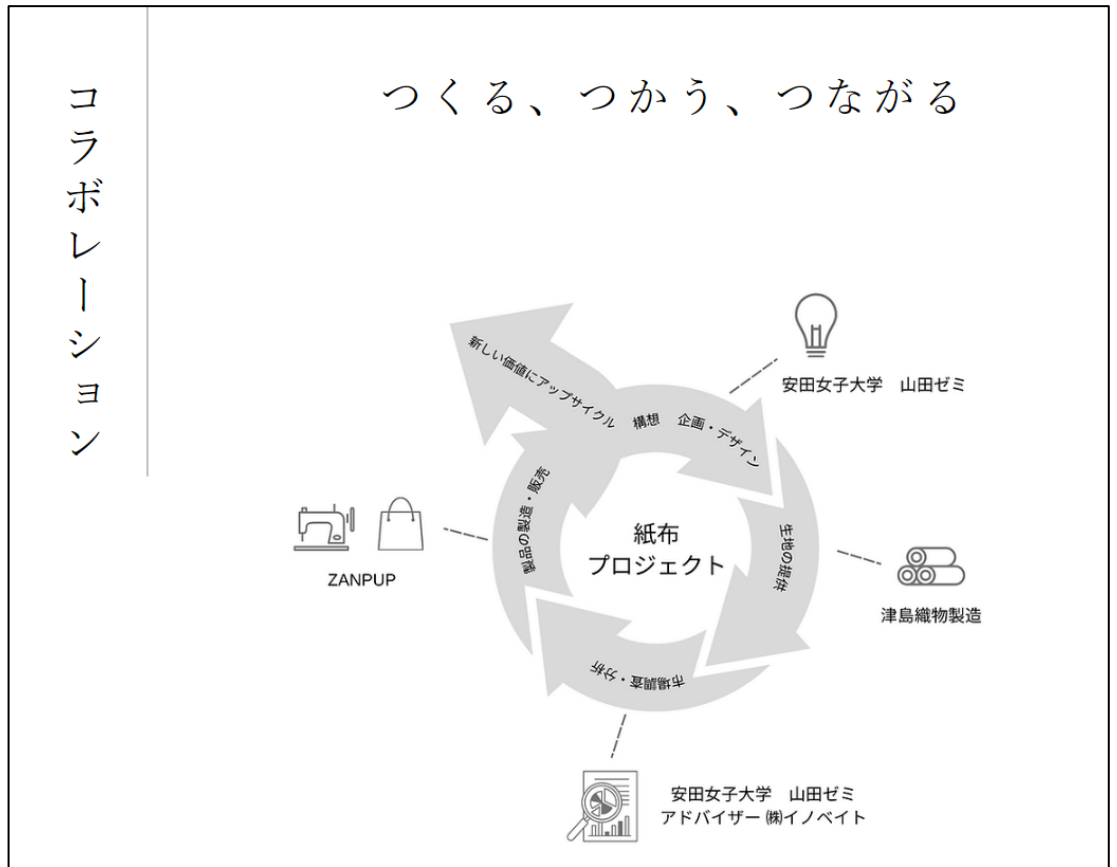 コラボレーション
つくる、つかう、つながる
新しい価値にアップサイクル
構想　企画・デザイン
安田女子大学　山田ゼミ
生地の提供
津島織物製造
市場調査・分析
安田女子大学　山田ゼミ
アドバイザー ㈱イノベイト
製品の製造・販売
ZANPUP
紙布
プロジェクト